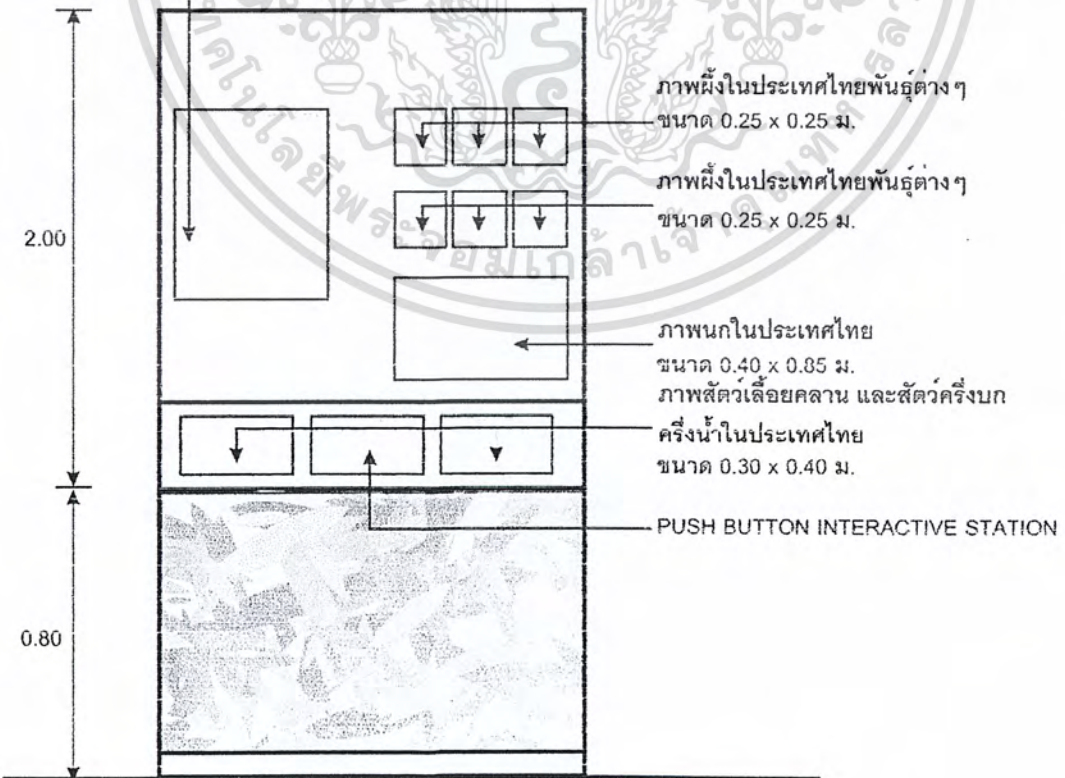 ภาพผึ้งในประเทศไทยพันธุ์ต่างๆ
ขนาด 0.25 x 0.25 ม.
ภาพผึ้งในประเทศไทยพันธุ์ต่างๆ
ขนาด 0.25 x 0.25 ม.
2.00
ภาพนกในประเทศไทย
ขนาด 0.40 x 0.85 ม.
ภาพสัตว์เลื้อยคลาน และสัตว์ครึ่งบก
ครึ่งน้ำในประเทศไทย
ขนาด 0.30 x 0.40 ม.
PUSH BUTTON INTERACTIVE STATION
0.80